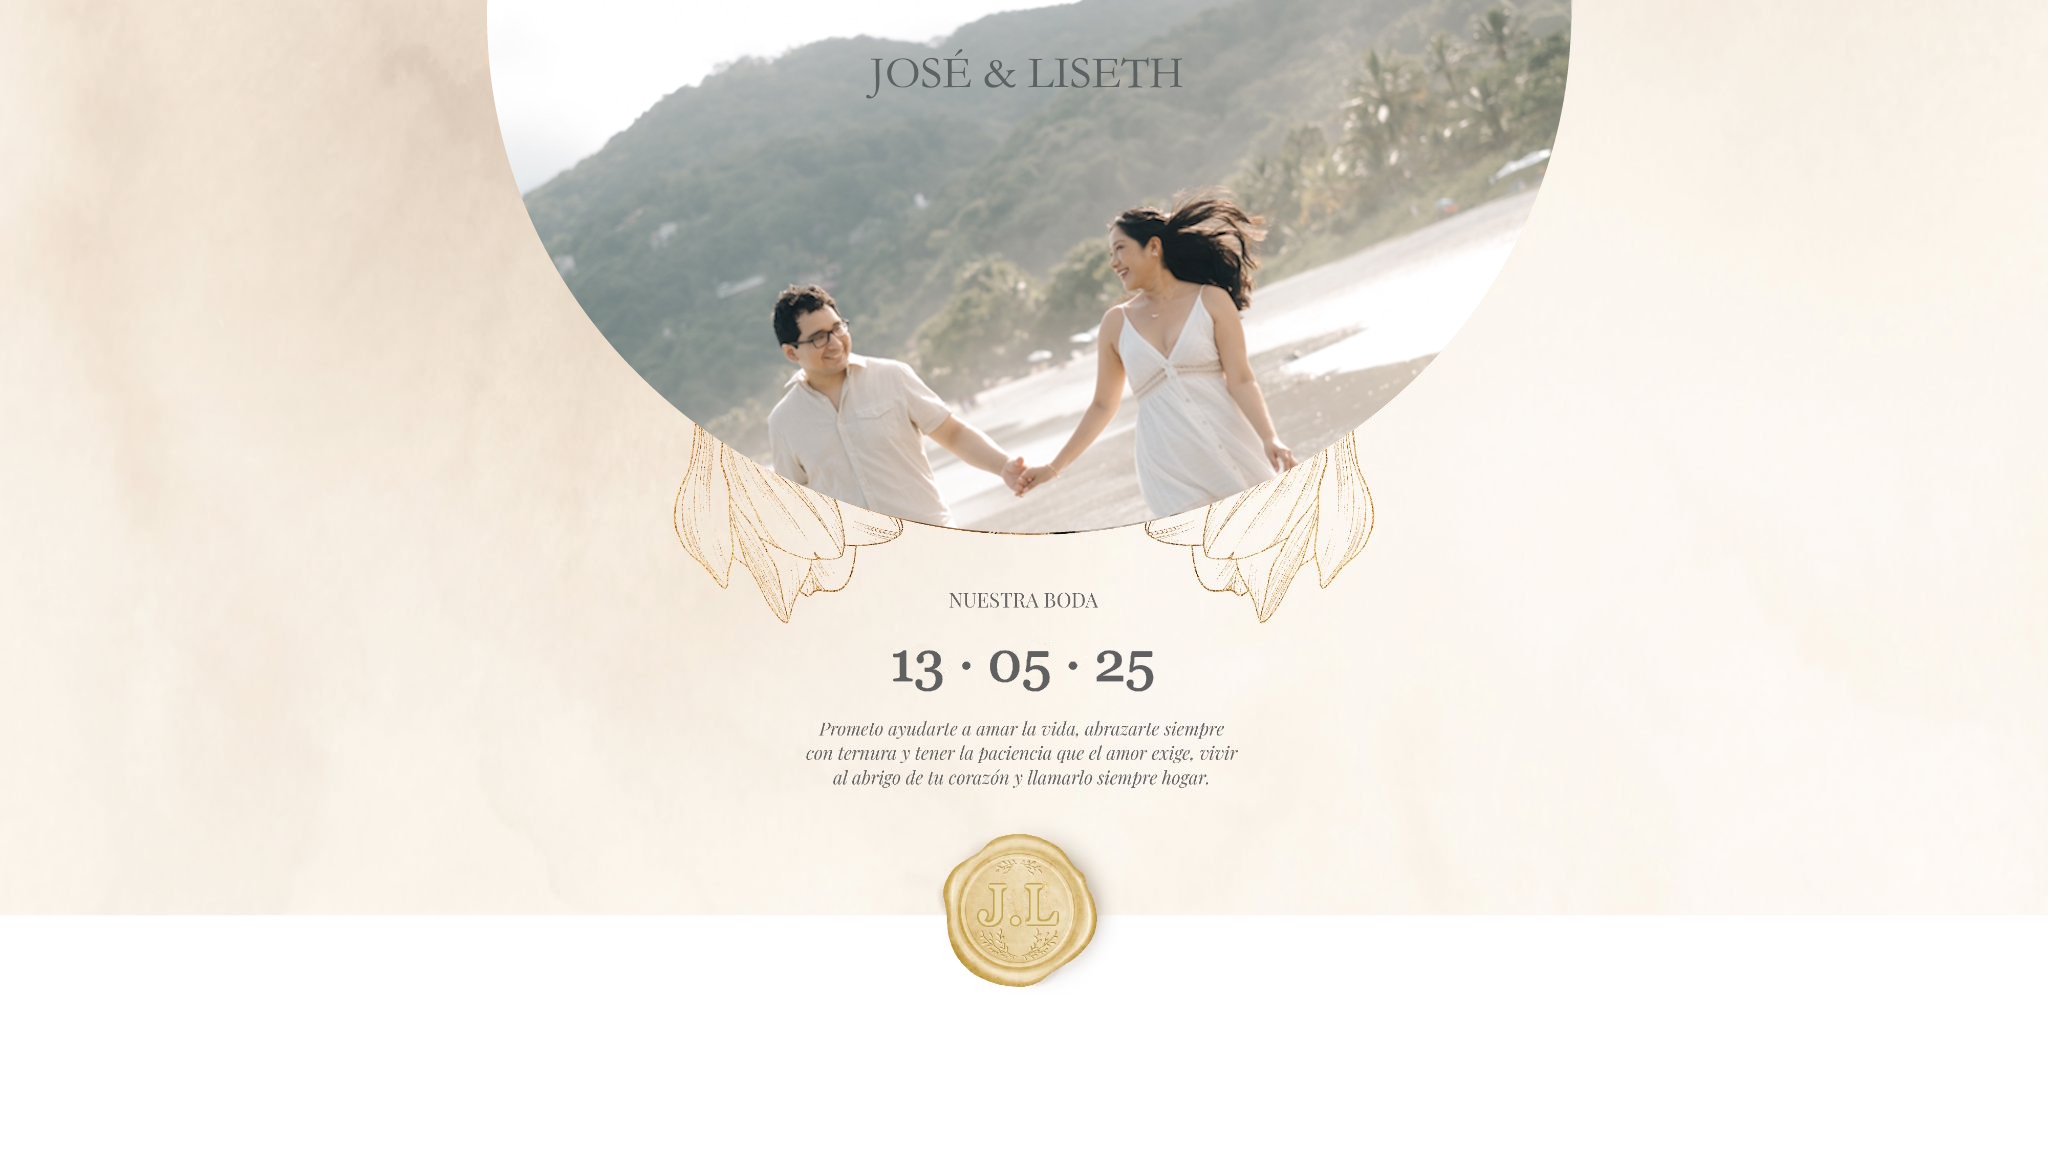 JOSÉ & LISETH
NUESTRA BODA
13 · 05 · 25
Prometo ayudarte a amar la vida, abrazarte siempre
con ternura y tener la paciencia que el amor exige, vivir
al abrigo de tu corazón y llamarlo siempre hogar.
J.L